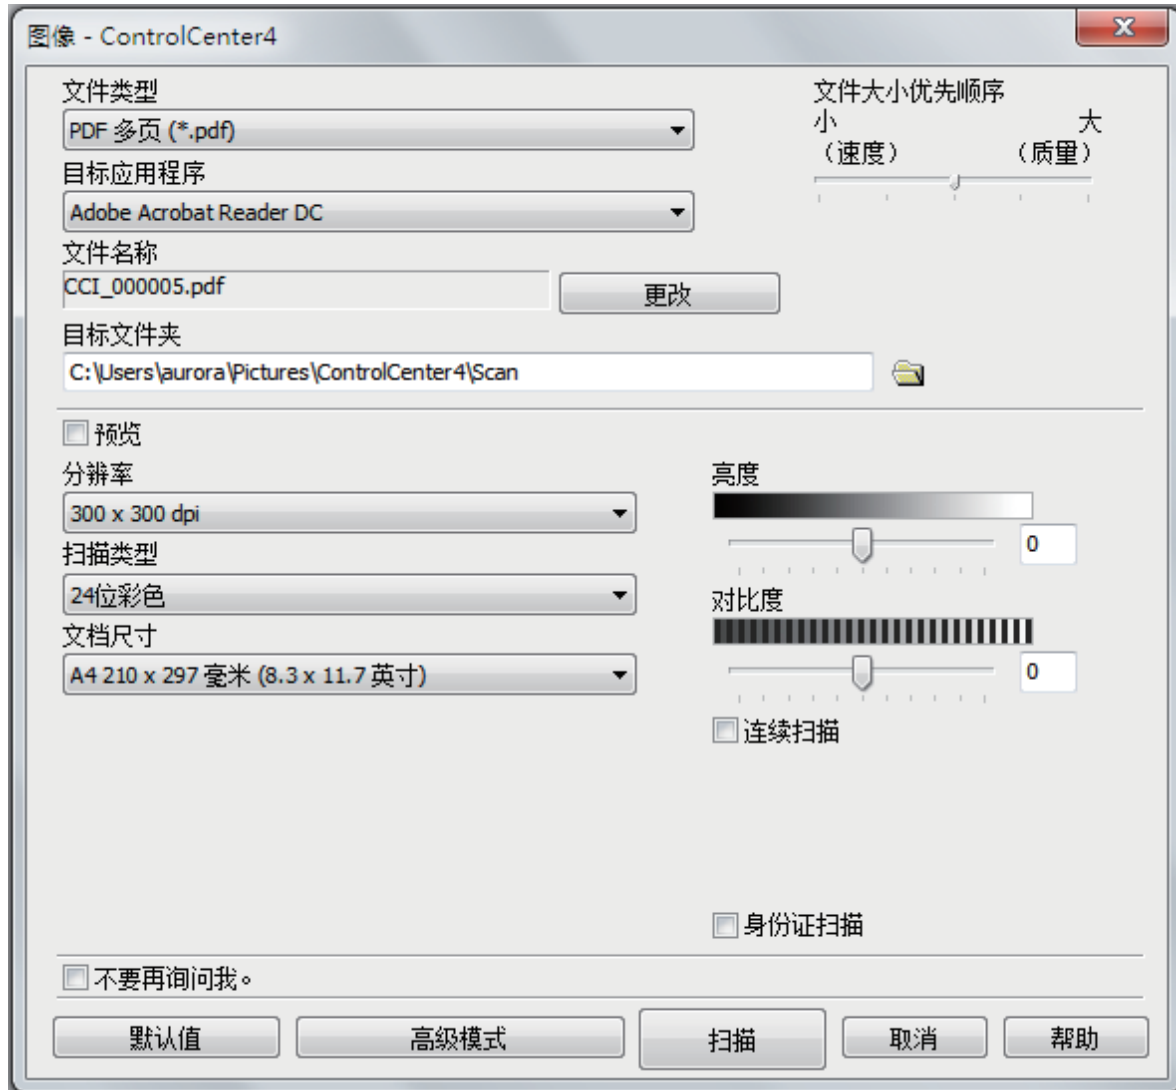 图像 - ControlCenter4
文件类型
PDF 多页 (*.pdf)
文件大小优先顺序
小 大
（速度） （质量）
目标应用程序
Adobe Acrobat Reader DC
文件名称
CCI_000005.pdf
更改
目标文件夹
C:\Users\aurora\Pictures\ControlCenter4\Scan
预览
分辨率
300 x 300 dpi
扫描类型
24位彩色
文档尺寸
A4 210 x 297 毫米 (8.3 x 11.7 英寸)
亮度
0
对比度
0
连续扫描
身份证扫描
不要再询问我。
默认值 高级模式 扫描 取消 帮助